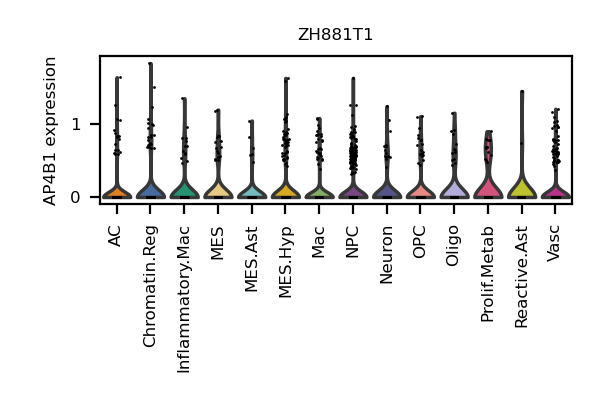 ZH881T1
AP4B1 expression
1
0
AC
Chromatin.Reg
Inflammatory.Mac
MES
MES.Ast
MES.Hyp
Mac
NPC
Neuron
OPC
Oligo
Prolif.Metab
Reactive.Ast
Vasc